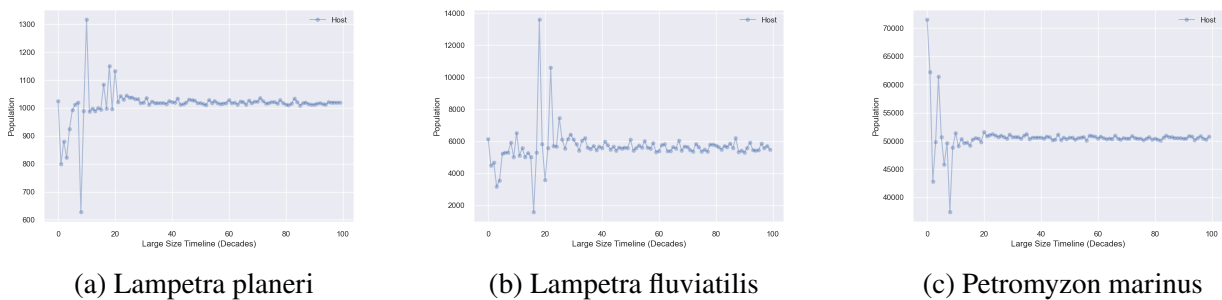 1300
1200
1100
1000
900
800
700
600
Population
0 20 40 60 80 100
Large Size Timeline (Decades)
Host
(a) Lampetra planeri
14000
12000
10000
8000
6000
4000
2000
Population
0 20 40 60 80 100
Large Size Timeline (Decades)
Host
(b) Lampetra fluviatilis
70000
60000
50000
40000
Population
0 20 40 60 80 100
Large Size Timeline (Decades)
Host
(c) Petromyzon marinus